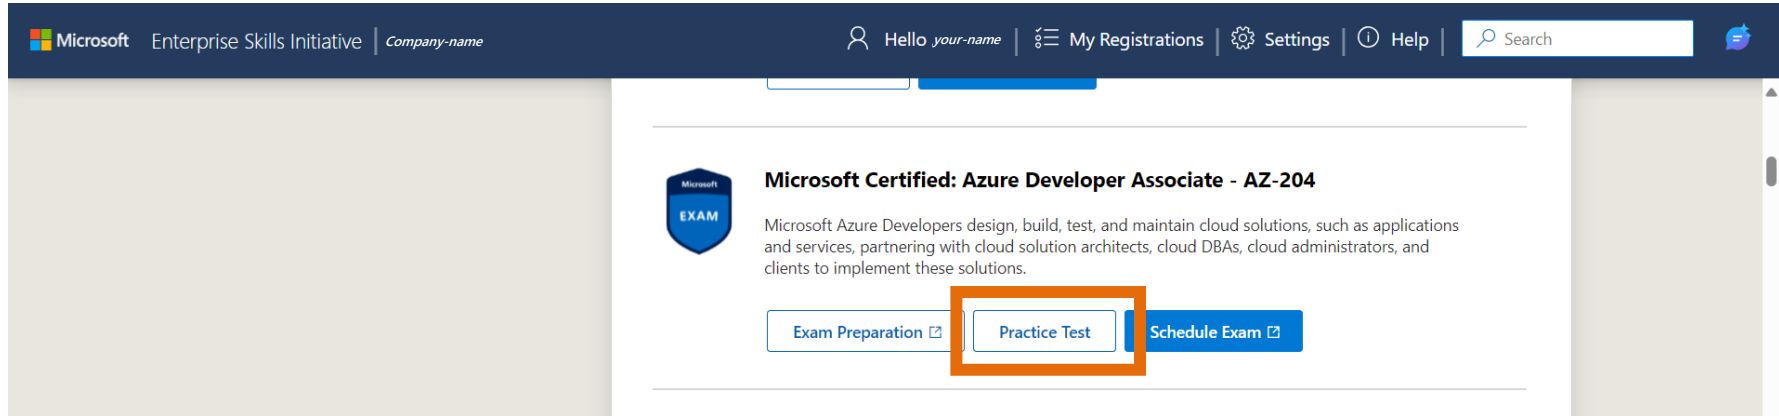 Microsoft Enterprise Skills Initiative Company-name Hello your-name My Registrations Settings Help Search
Microsoft
EXAM
Microsoft Certified: Azure Developer Associate - AZ-204
Microsoft Azure Developers design, build, test, and maintain cloud solutions, such as applications
and services, partnering with cloud solution architects, cloud DBAs, cloud administrators, and
clients to implement these solutions.
Exam Preparation Practice Test Schedule Exam